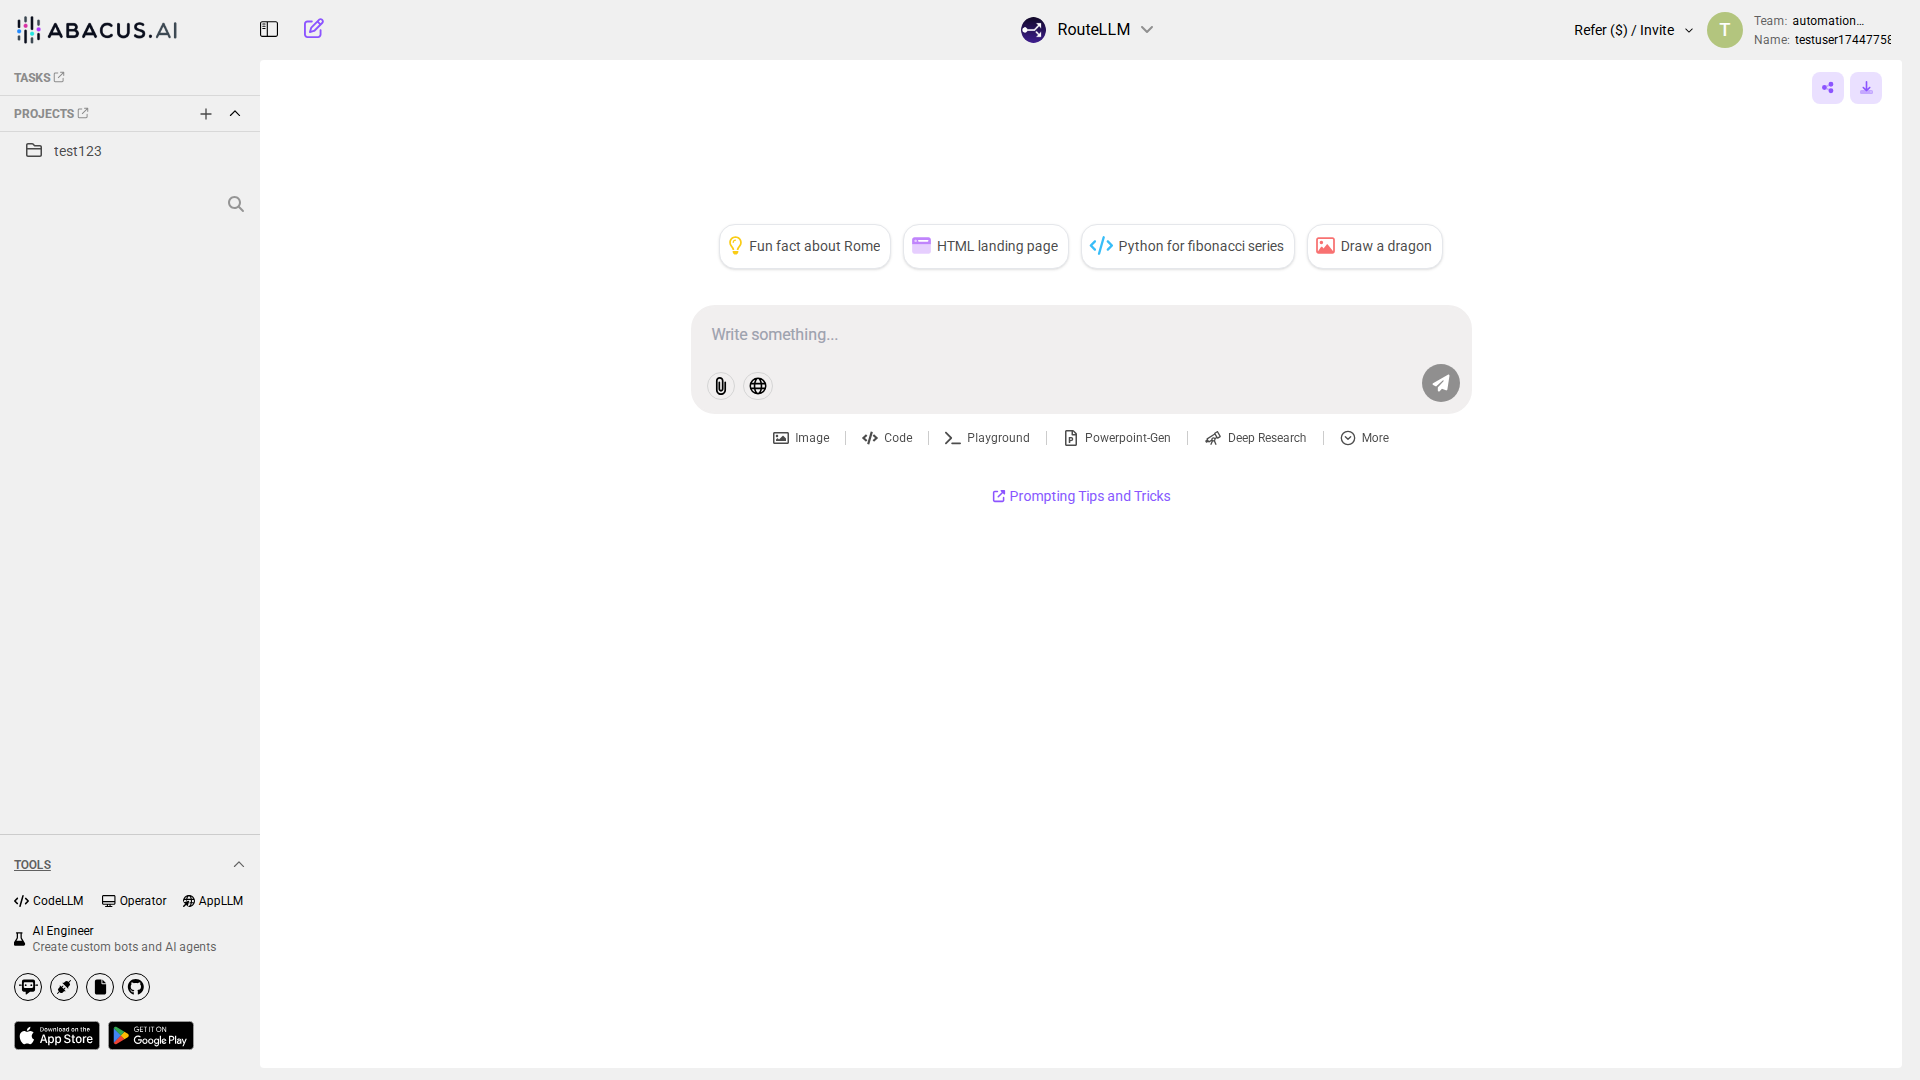 ABACUS.AI
RouteLLM
Refer ($) / Invite
T
Team: automation...
Name: testuser17447758
TASKS
PROJECTS
test123
Fun fact about Rome
HTML landing page
Python for fibonacci series
Draw a dragon
Write something...
Image
Code
Playground
Powerpoint-Gen
Deep Research
More
Prompting Tips and Tricks
TOOLS
CodeLLM
Operator
AppLLM
AI Engineer
Create custom bots and AI agents
Download on the
App Store
GET IT ON
Google Play